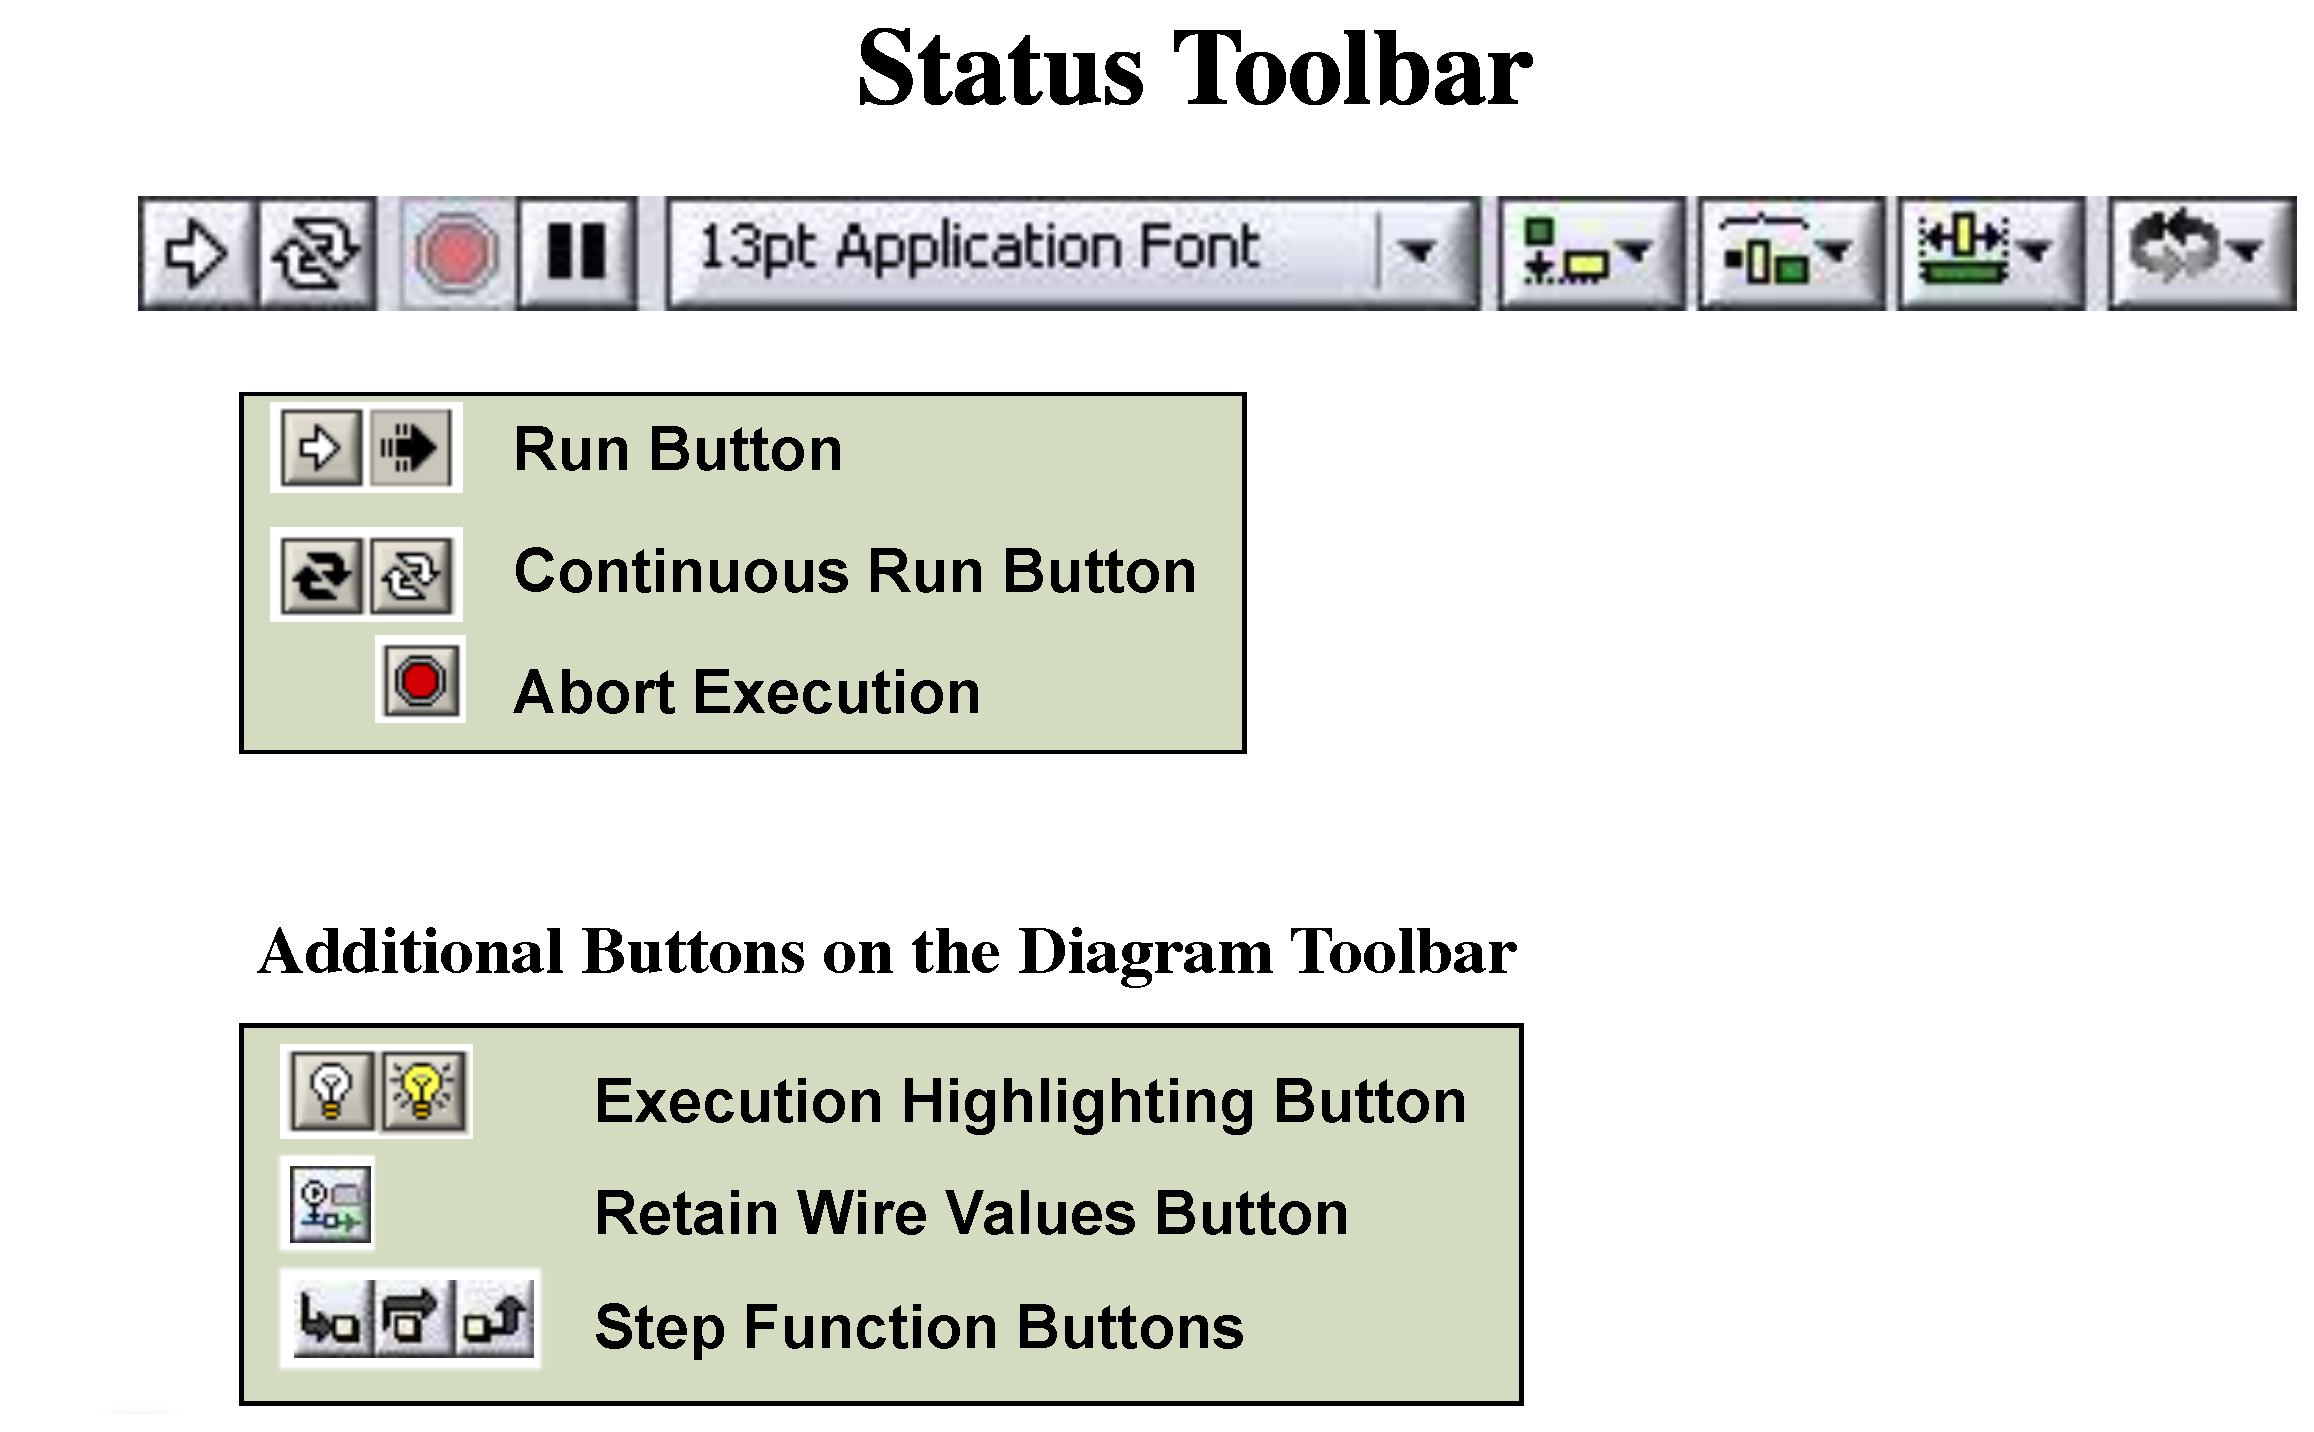 Status Toolbar
13pt Application Font
Run Button
Continuous Run Button
Abort Execution
Additional Buttons on the Diagram Toolbar
Execution Highlighting Button
Retain Wire Values Button
Step Function Buttons